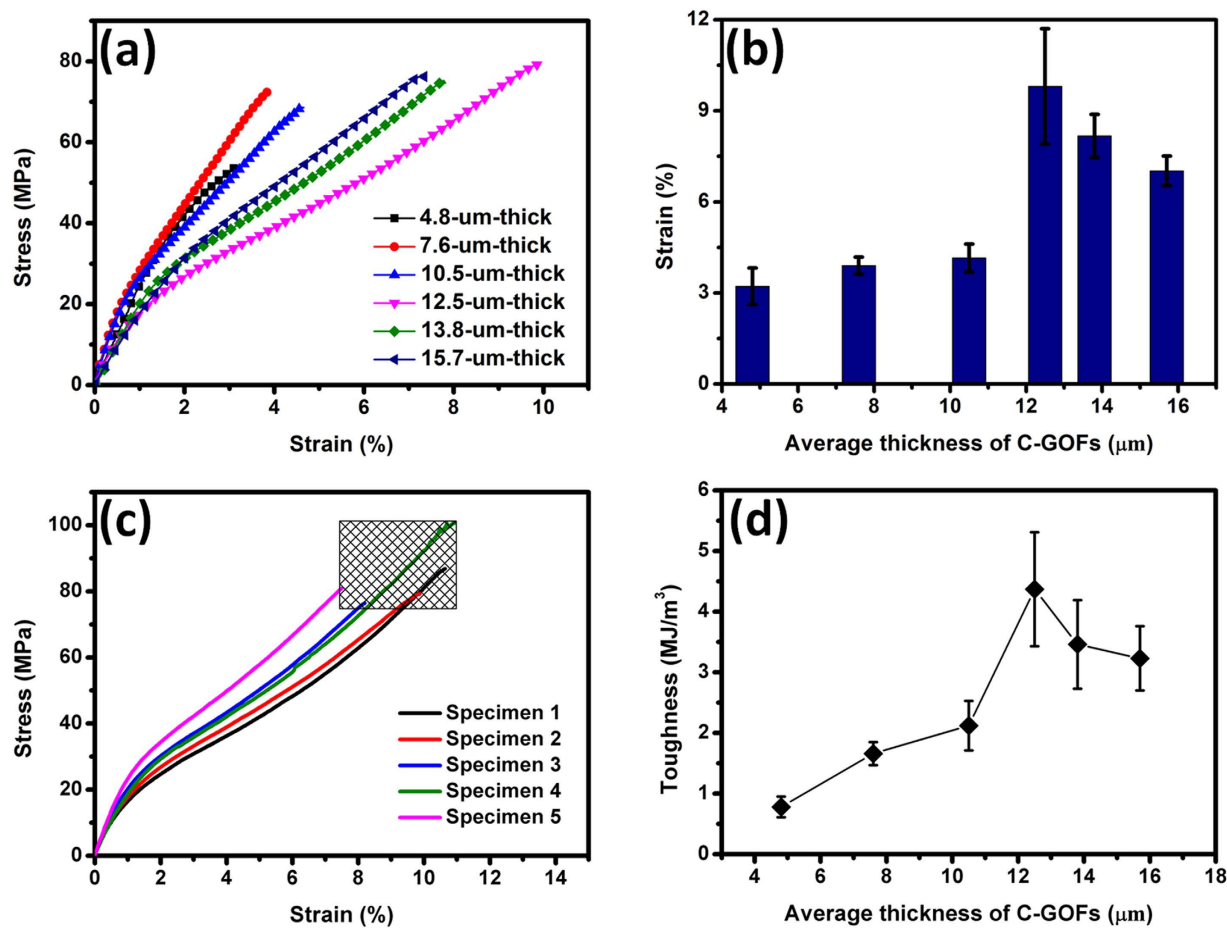 (a)
Stress (MPa)
80
60
40
20
0
0 2 4 6 8 10
Strain (%)
4.8-um-thick
7.6-um-thick
10.5-um-thick
12.5-um-thick
13.8-um-thick
15.7-um-thick
(b)
Strain (%)
12
9
6
3
0
4 6 8 10 12 14 16
Average thickness of C-GOFs (μm)
(c)
Stress (MPa)
100
80
60
40
20
0
0 2 4 6 8 10 12 14
Strain (%)
Specimen 1
Specimen 2
Specimen 3
Specimen 4
Specimen 5
(d)
Toughness (MJ/m³)
6
5
4
3
2
1
0
4 6 8 10 12 14 16 18
Average thickness of C-GOFs (μm)